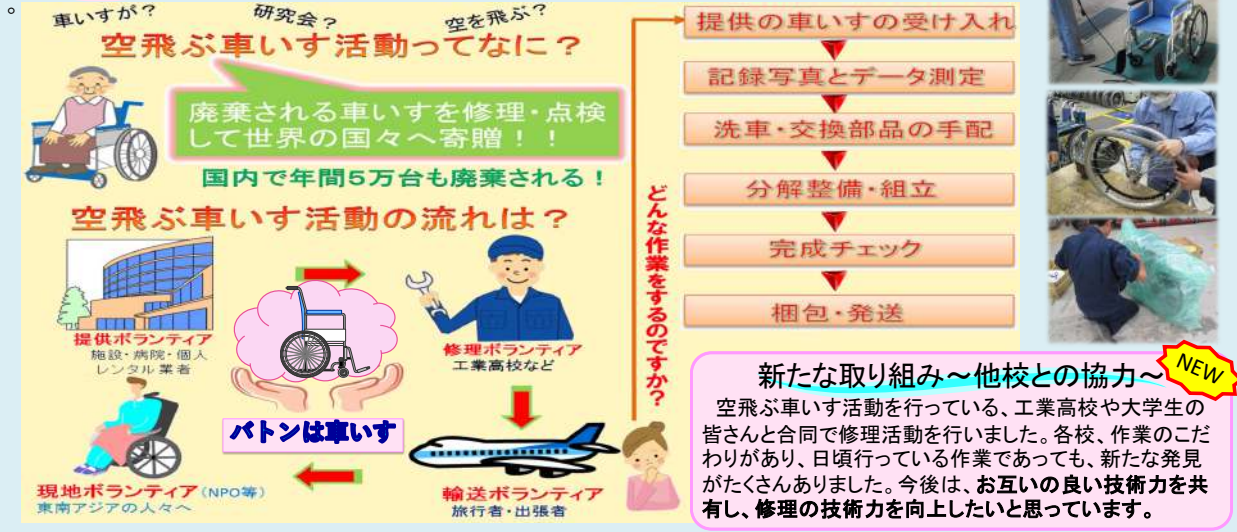 。
車いすが？
研究会？
空を飛ぶ？
空飛ぶ車いす活動ってなに？
廃棄される車いすを修理・点検
して世界の国々へ寄贈！！
国内で年間5万台も廃棄される！
空飛ぶ車いす活動の流れは？
提供ボランティア
施設・病院・個人
レンタル業者
修理ボランティア
工業高校など
バトンは車いす
現地ボランティア（NPO等）
東南アジアの人々へ
輸送ボランティア
旅行者・出張者
どんな作業をするのですか？
提供の車いすの受け入れ
記録写真とデータ測定
洗車・交換部品の手配
分解整備・組立
完成チェック
梱包・発送
新たな取り組み～他校との協力～
NEW
空飛ぶ車いす活動を行っている、工業高校や大学生の
皆さんと合同で修理活動を行いました。各校、作業のこだ
わりがあり、日頃行っている作業であっても、新たな発見
がたくさんありました。今後は、お互いの良い技術力を共
有し、修理の技術力を向上したいと思っています。